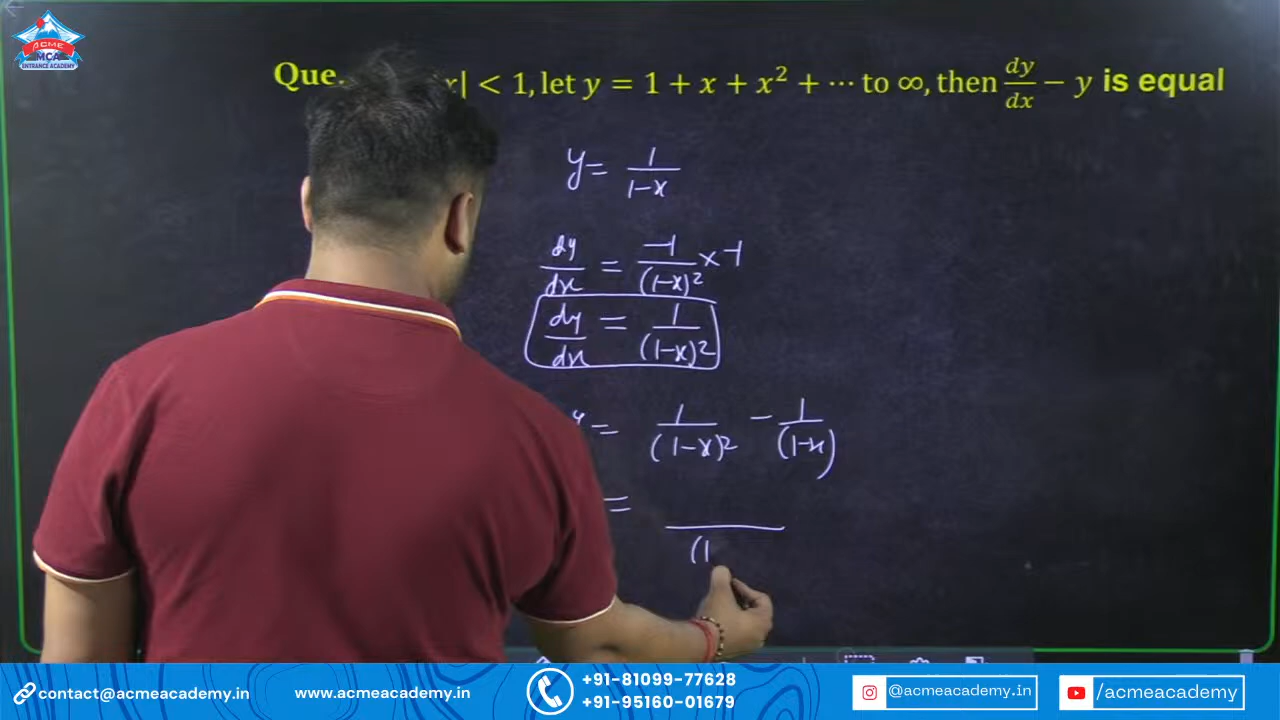 ACME
MCA
ENTRANCE ACADEMY
Que. x| < 1, let y = 1 + x + x² + ⋯ to ∞, then dy/dx − y is equal
y = 1/(1-x)
dy/dx = -1/(1-x)² x -1
dy/dx = 1/(1-x)²
= 1/(1-x)² - 1/(1-x)
=
(1
contact@acmeacademy.in
www.acmeacademy.in
+91-81099-77628
+91-95160-01679
@acmeacademy.in
/acmeacademy